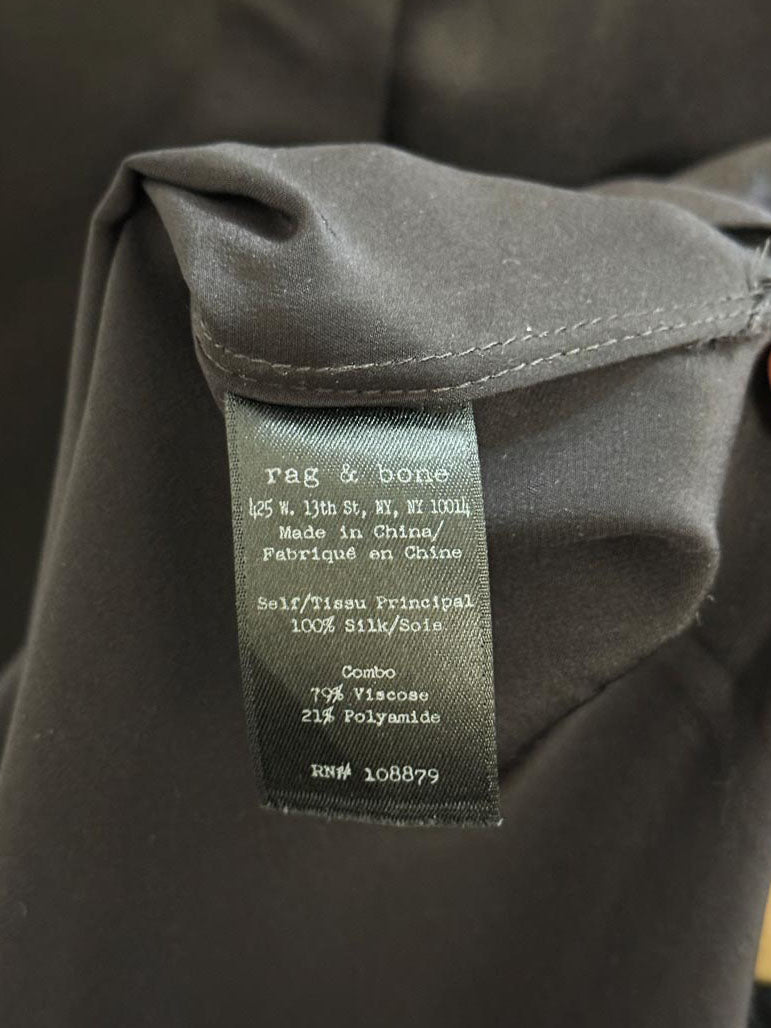 rag & bone
425 W. 13th St, NY, NY 10014
Made in China/
Fabriqué en Chine
Self/Tissu Principal
100% Silk/Soie
Combo
79% Viscose
21% Polyamide
RN# 108879